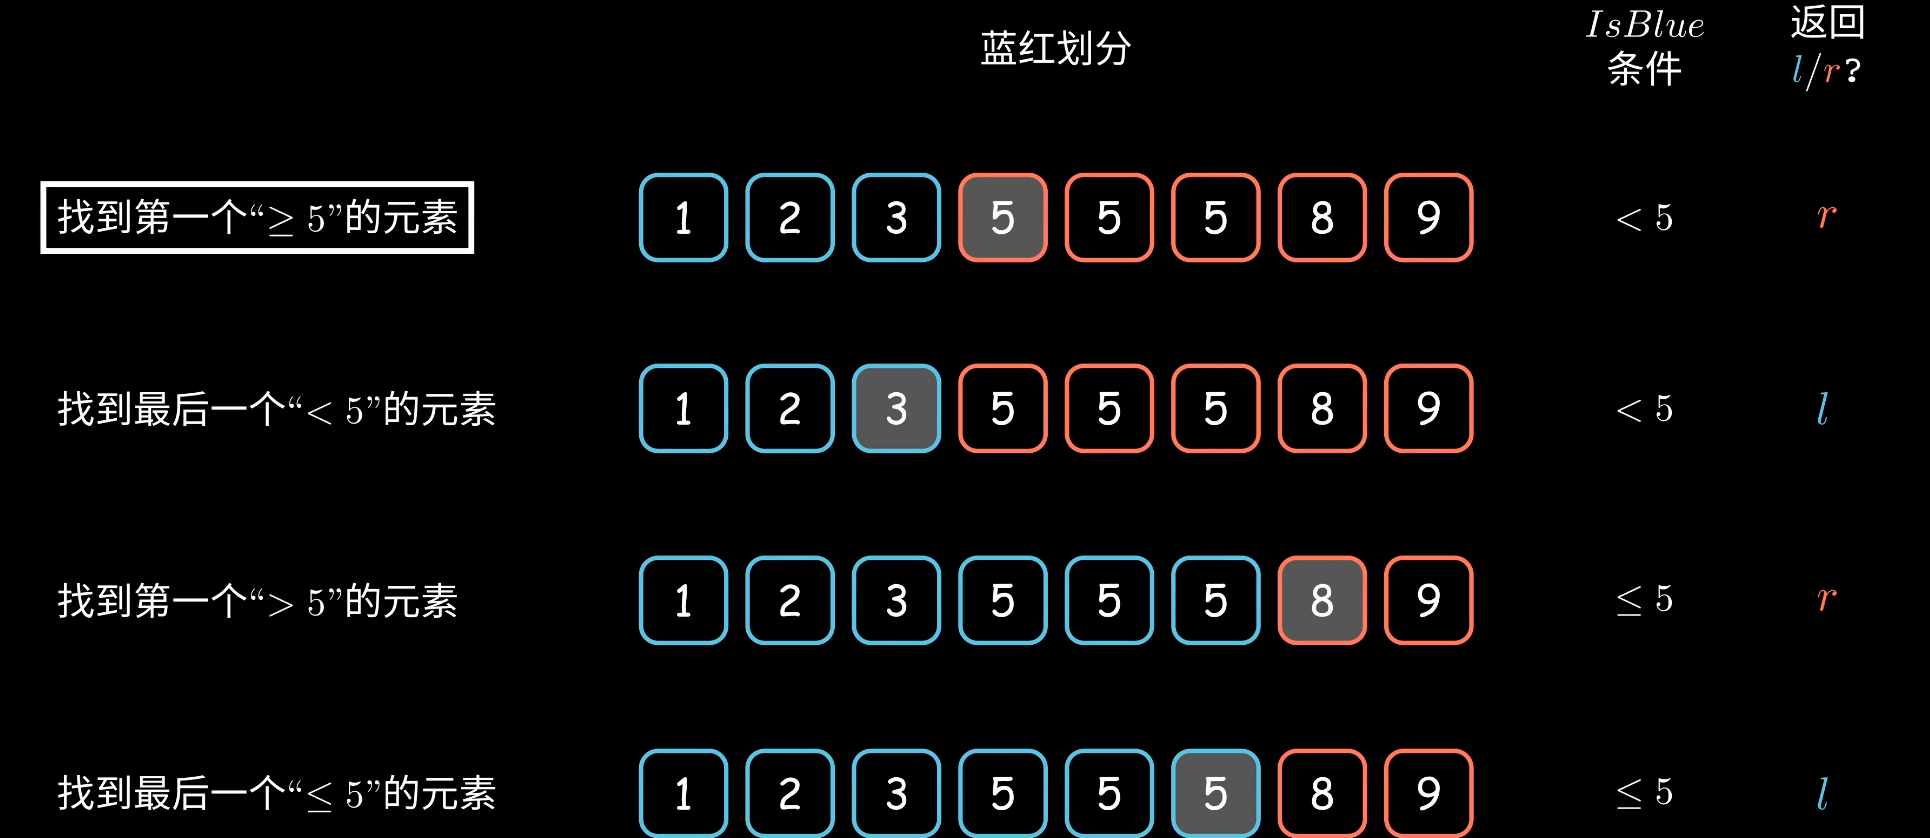 蓝红划分
IsBlue
条件
返回
l/r?
找到第一个“≥ 5”的元素
1 2 3 5 5 5 8 9
< 5
r
找到最后一个“< 5”的元素
1 2 3 5 5 5 8 9
< 5
l
找到第一个“> 5”的元素
1 2 3 5 5 5 8 9
≤ 5
r
找到最后一个“≤ 5”的元素
1 2 3 5 5 5 8 9
≤ 5
l